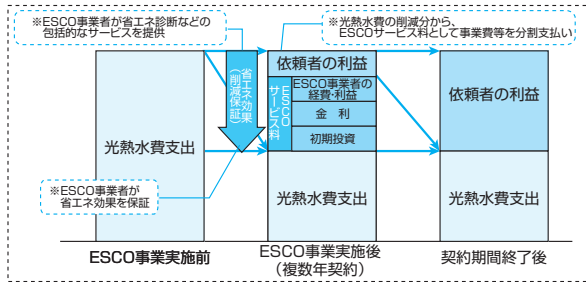 ※ESCO事業者が省エネ診断などの
包括的なサービスを提供
※光熱水費の削減分から、
ESCOサービス料として事業費等を分割支払い
光熱水費支出
省エネ効果
(削減保証)
※ESCO事業者が
省エネ効果を保証
依頼者の利益
ESCO
サービス料
ESCO事業者の
経費・利益
金 利
初期投資
光熱水費支出
依頼者の利益
光熱水費支出
ESCO事業実施前
ESCO事業実施後
(複数年契約)
契約期間終了後